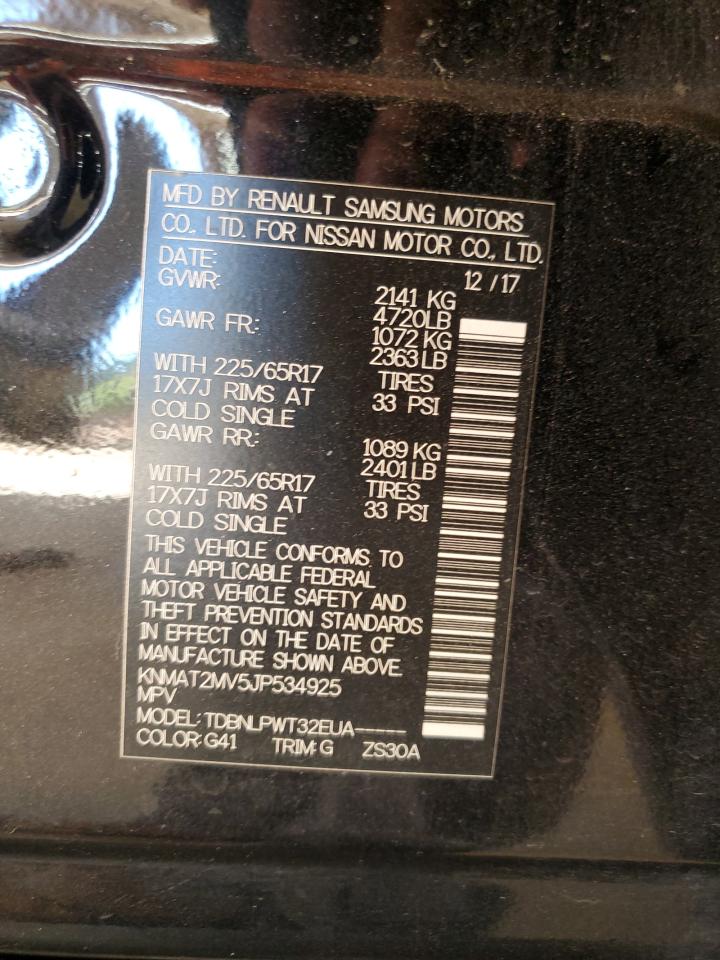 MFD BY RENAULT SAMSUNG MOTORS
CO., LTD. FOR NISSAN MOTOR CO., LTD.
DATE: 12 /17
GVWR: 2141 KG
4720LB
GAWR FR: 1072 KG
2363 LB
WITH 225/65R17 TIRES
17X7J RIMS AT 33 PSI
COLD SINGLE
GAWR RR: 1089 KG
2401 LB
WITH 225/65R17 TIRES
17X7J RIMS AT 33 PSI
COLD SINGLE
THIS VEHICLE CONFORMS TO
ALL APPLICABLE FEDERAL
MOTOR VEHICLE SAFETY AND
THEFT PREVENTION STANDARDS
IN EFFECT ON THE DATE OF
MANUFACTURE SHOWN ABOVE.
KNMAT2MV5JP534925
MPV
MODEL: TDBNLPWT32EUA-----
COLOR: G41 TRIM: G ZS30A